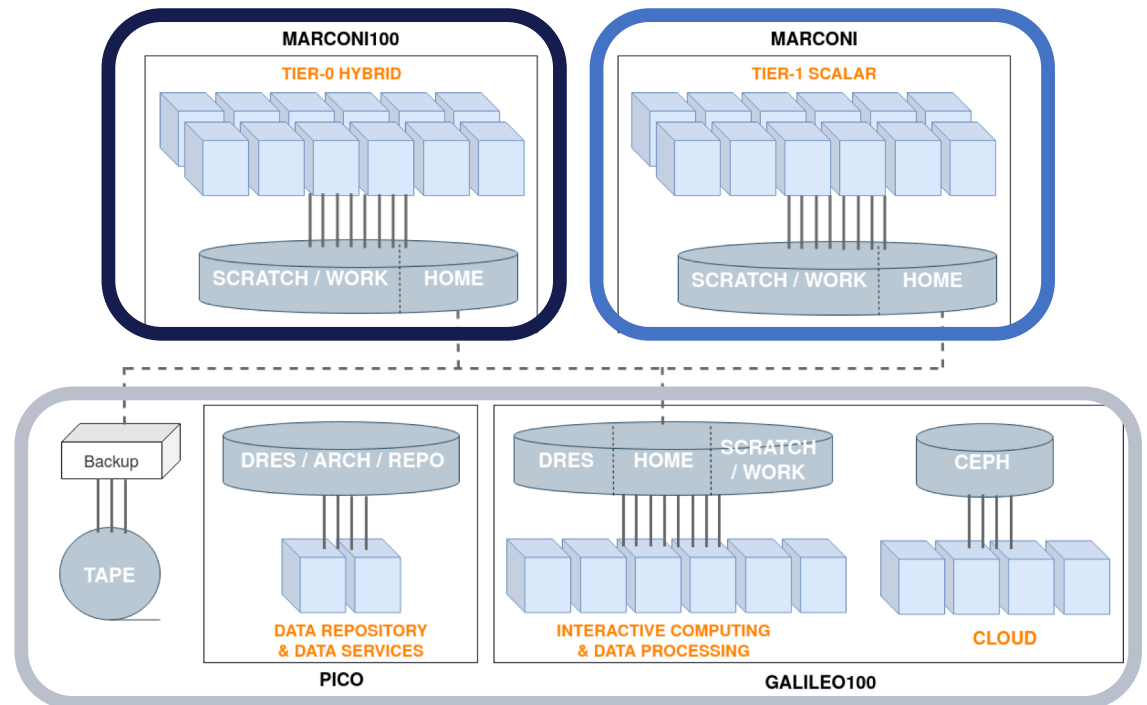 MARCONI100
TIER-0 HYBRID
SCRATCH / WORK
HOME
MARCONI
TIER-1 SCALAR
SCRATCH / WORK
HOME
Backup
TAPE
DRES / ARCH / REPO
DATA REPOSITORY
& DATA SERVICES
PICO
DRES
HOME
SCRATCH
/ WORK
INTERACTIVE COMPUTING
& DATA PROCESSING
CEPH
CLOUD
GALILEO100